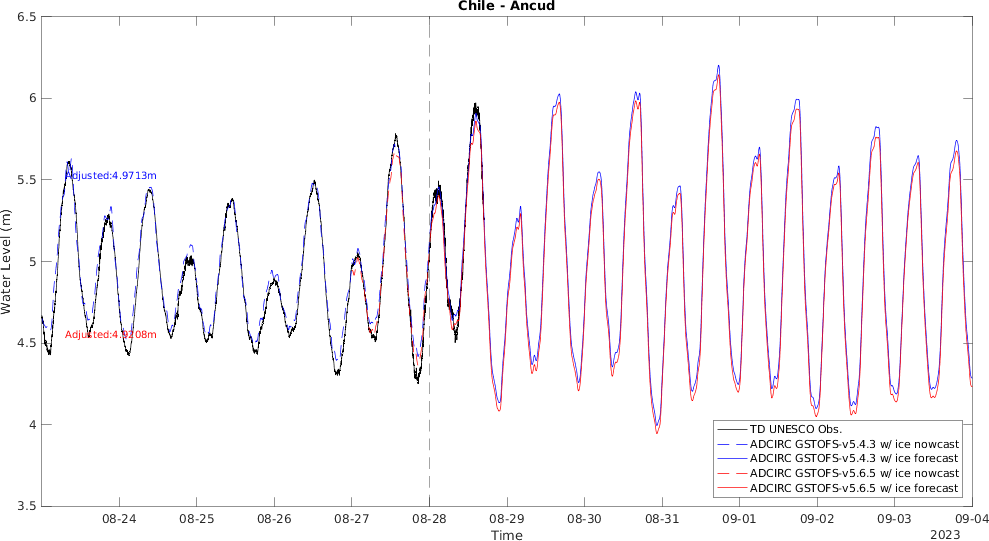 Chile - Ancud
6.5
6
5.5
5
4.5
4
3.5
Water Level (m)
Adjusted:4.9713m
Adjusted:4.9208m
TD UNESCO Obs.
ADCIRC GSTOFS-v5.4.3 w/ ice nowcast
ADCIRC GSTOFS-v5.4.3 w/ ice forecast
ADCIRC GSTOFS-v5.6.5 w/ ice nowcast
ADCIRC GSTOFS-v5.6.5 w/ ice forecast
08-24 08-25 08-26 08-27 08-28 08-29 08-30 08-31 09-01 09-02 09-03 09-04
Time
2023